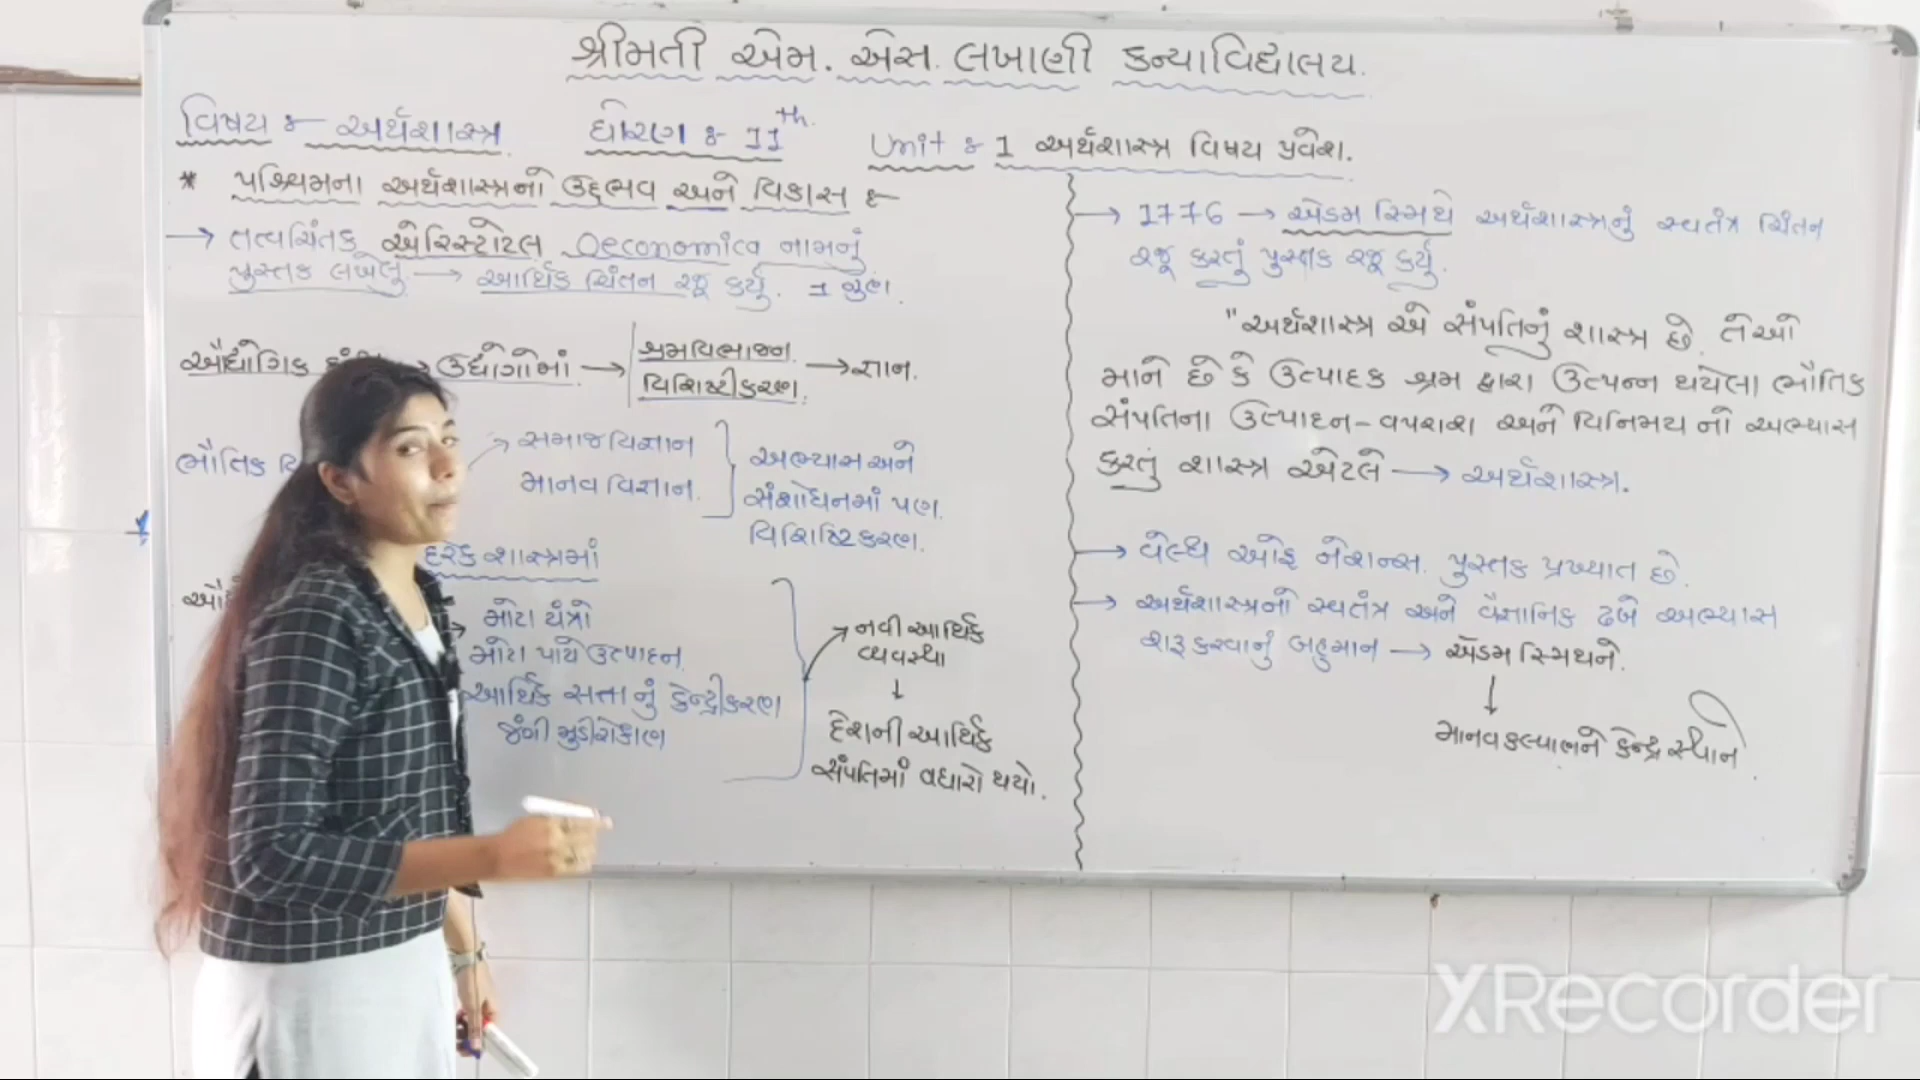 શ્રીમતી એમ. એસ. લખાણી કન્યાવિદ્યાલય.
વિષય :- અર્થશાસ્ત્ર ધોરણ :- 11th.
Unit :- 1 અર્થશાસ્ત્ર વિષય પ્રવેશ.
* પશ્ચિમના અર્થશાસ્ત્રનો ઉદ્દભવ અને વિકાસ :-
→ તત્વચિંતક એરિસ્ટોટલ Oeconomica નામનું
પુસ્તક લખેલું → આર્થિક ચિંતન રજૂ કર્યુ. 1 ગુણ.
ઔદ્યોગિક → ઉદ્યોગોમાં → શ્રમવિભાજન → જ્ઞાન.
વિશિષ્ટીકરણ.
ભૌતિક → સમાજવિજ્ઞાન
માનવ વિજ્ઞાન.
અભ્યાસ અને
સંશોધનમાં પણ
વિશિષ્ટિકરણ.
દરેક શાસ્ત્રમાં
→ મોટા યંત્રો
મોટા પાયે ઉત્પાદન
આર્થિક સત્તાનું કેન્દ્રીકરણ
જંગી મુડીરોકાણ
→ નવી આર્થિક
વ્યવસ્થા
↓
દેશની આર્થિક
સંપતિમાં વધારો થયો.
→ 1776 → એડમ સ્મિથે અર્થશાસ્ત્રનું સ્વતંત્ર ચિંતન
રજૂ કરતું પુસ્તક રજૂ કર્યુ.
"અર્થશાસ્ત્ર એ સંપતિનું શાસ્ત્ર છે. તેઓ
માને છે કે ઉત્પાદક શ્રમ દ્વારા ઉત્પન્ન થયેલા ભૌતિક
સંપતિના ઉત્પાદન - વપરાશ અને વિનિમય નો અભ્યાસ
કરતું શાસ્ત્ર એટલે → અર્થશાસ્ત્ર.
→ વેલ્થ ઓફ નેશન્સ. પુસ્તક પ્રખ્યાત છે.
→ અર્થશાસ્ત્રનો સ્વતંત્ર અને વૈજ્ઞાનિક ઢબે અભ્યાસ
શરૂ કરવાનું બહુમાન → એડમ સ્મિથને.
↓
માનવકલ્યાણને કેન્દ્ર સ્થાન
XRecorder